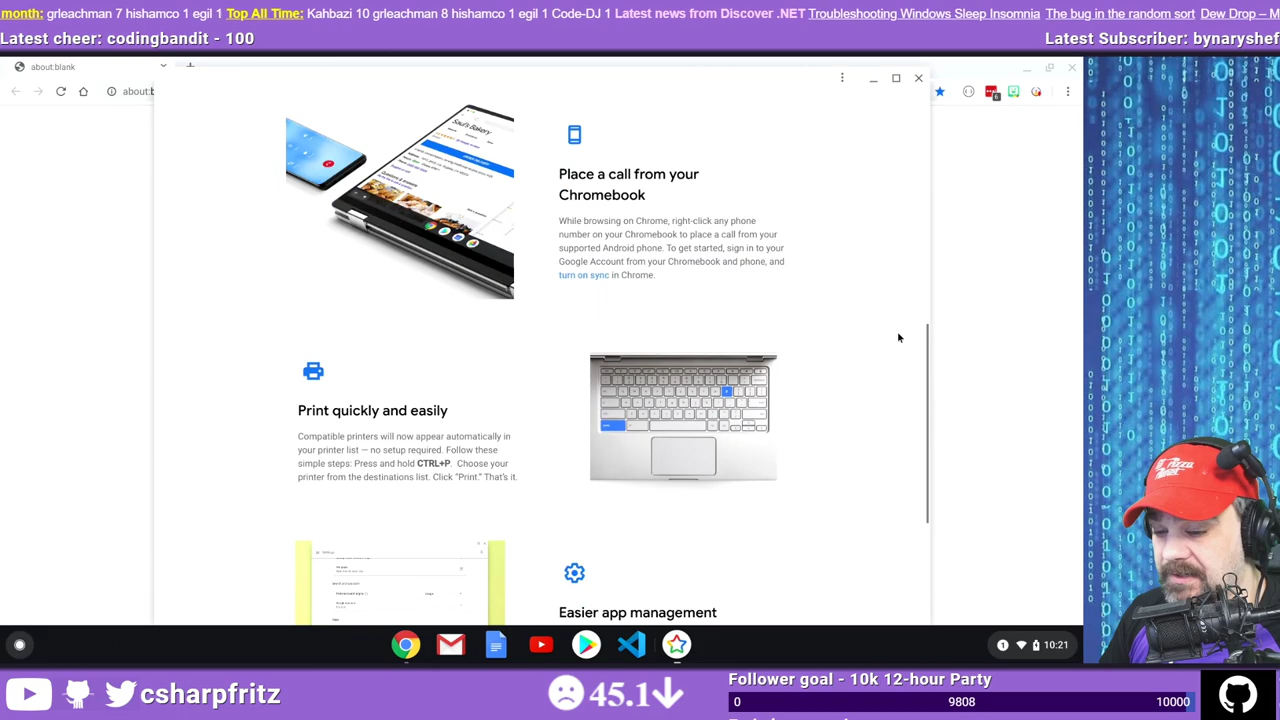 month: grleachman 7 hishamco 1 egil 1 Top All Time: Kahbazi 10 grleachman 8 hishamco 1 egil 1 Code-DJ 1 Latest news from Discover .NET Troubleshooting Windows Sleep Insomnia The bug in the random sort Dew Drop – M
Latest cheer: codingbandit - 100
Latest Subscriber: bynaryshef
about:blank
about:b
6
Saul's Bakery
Place a call from your
Chromebook
While browsing on Chrome, right-click any phone
number on your Chromebook to place a call from your
supported Android phone. To get started, sign in to your
Google Account from your Chromebook and phone, and
turn on sync in Chrome.
Print quickly and easily
Compatible printers will now appear automatically in
your printer list — no setup required. Follow these
simple steps: Press and hold CTRL+P. Choose your
printer from the destinations list. Click “Print.” That’s it.
Easier app management
1
10:21
csharpfritz
45.1
Follower goal - 10k 12-hour Party
0
9808
10000